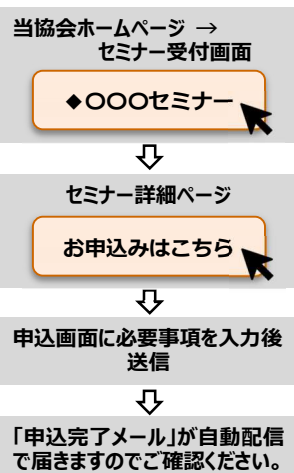 当協会ホームページ →
セミナー受付画面
◆〇〇〇セミナー
⇩
セミナー詳細ページ
お申込みはこちら
⇩
申込画面に必要事項を入力後
送信
⇩
「申込完了メール」が自動配信
で届きますのでご確認ください。